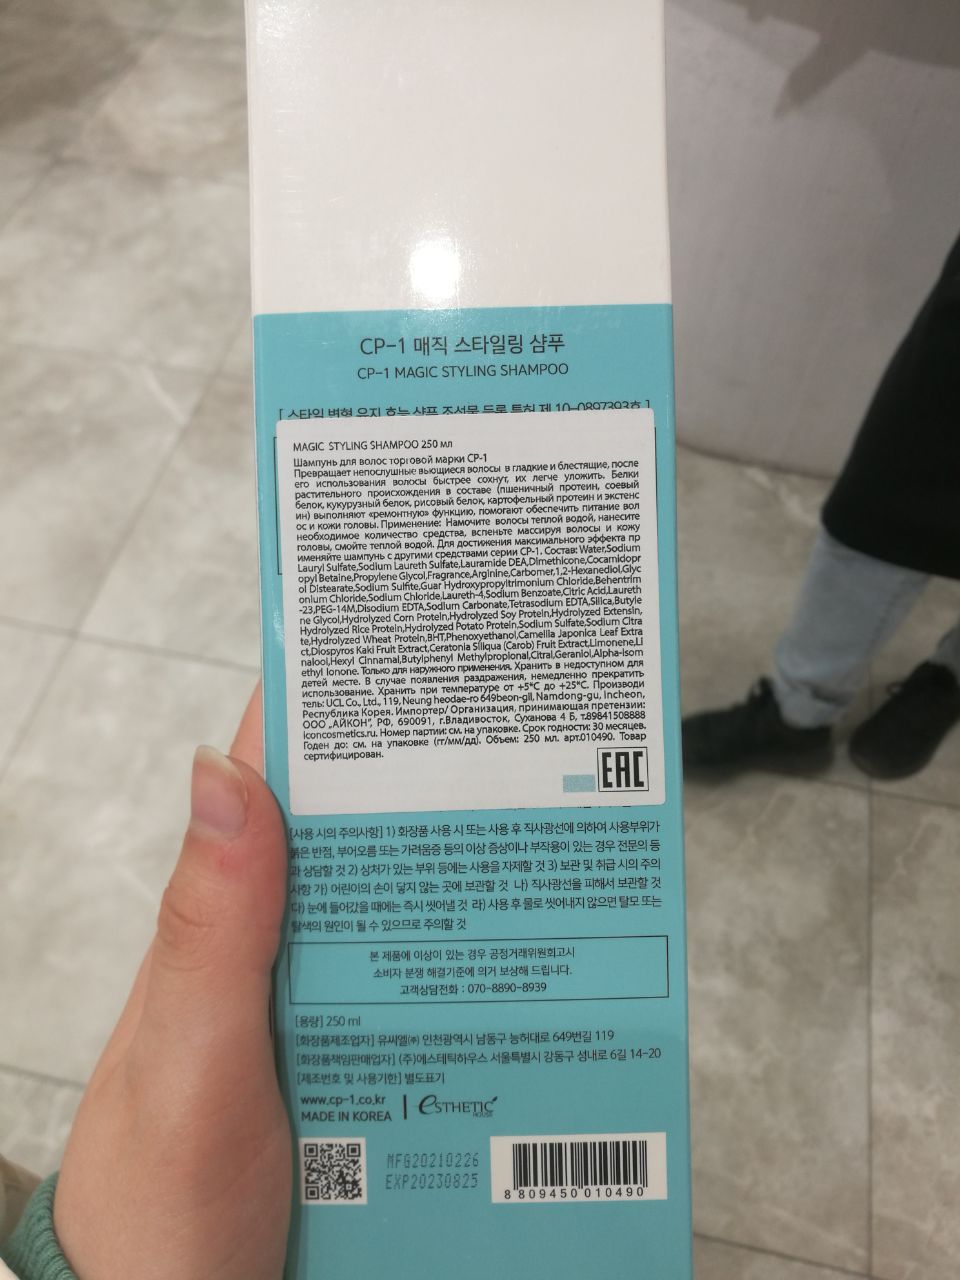 CP-1 매직 스타일링 샴푸
CP-1 MAGIC STYLING SHAMPOO
[ 스타일 변형 유지 효능 샴푸 조성물 등록 특허 제 10-0897393호 ]
MAGIC STYLING SHAMPOO 250 мл
Шампунь для волос торговой марки CP-1
Превращает непослушные вьющиеся волосы в гладкие и блестящие, после
его использования волосы быстрее сохнут, их легче уложить. Белки
растительного происхождения в составе (пшеничный протеин, соевый
белок, кукурузный белок, рисовый белок, картофельный протеин и экстенс
ин) выполняют «ремонтную» функцию, помогают обеспечить питание вол
ос и кожи головы. Применение: Намочите волосы теплой водой, нанесите
необходимое количество средства, вспеньте массируя волосы и кожу
головы, смойте теплой водой. Для достижения максимального эффекта пр
именяйте шампунь с другими средствами серии CP-1. Состав: Water,Sodium
Lauryl Sulfate,Sodium Laureth Sulfate,Lauramide DEA,Dimethicone,Cocamidopr
opyl Betaine,Propylene Glycol,Fragrance,Arginine,Carbomer,1,2-Hexanediol,Glyc
ol Distearate,Sodium Sulfite,Guar Hydroxypropyltrimonium Chloride,Behentrim
onium Chloride,Sodium Chloride,Laureth-4,Sodium Benzoate,Citric Acid,Laureth
-23,PEG-14M,Disodium EDTA,Sodium Carbonate,Tetrasodium EDTA,Silica,Butyle
ne Glycol,Hydrolyzed Corn Protein,Hydrolyzed Soy Protein,Hydrolyzed Extensin,
Hydrolyzed Rice Protein,Hydrolyzed Potato Protein,Sodium Sulfate,Sodium Citra
te,Hydrolyzed Wheat Protein,BHT,Phenoxyethanol,Camellia Japonica Leaf Extra
ct,Diospyros Kaki Fruit Extract,Ceratonia Siliqua (Carob) Fruit Extract,Limonene,Li
nalool,Hexyl Cinnamal,Butylphenyl Methylpropional,Citral,Geraniol,Alpha-isom
ethyl Ionone. Только для наружного применения. Хранить в недоступном для
детей месте. В случае появления раздражения, немедленно прекратить
использование. Хранить при температуре от +5°C до +25°C. Производи
тель: UCL Co., Ltd., 119, Neung heodae-ro 649beon-gil, Namdong-gu, Incheon,
Республика Корея. Импортер/ Организация, принимающая претензии:
ООО „АЙКОН", РФ, 690091, г.Владивосток, Суханова 4 Б, т.89841508888
iconcosmetics.ru. Номер партии: см. на упаковке. Срок годности: 30 месяцев.
Годен до: см. на упаковке (гг/мм/дд). Объем: 250 мл. арт.010490. Товар
сертифицирован.
EAC
[사용 시의 주의사항] 1) 화장품 사용 시 또는 사용 후 직사광선에 의하여 사용부위가
붉은 반점, 부어오름 또는 가려움증 등의 이상 증상이나 부작용이 있는 경우 전문의 등
과 상담할 것 2) 상처가 있는 부위 등에는 사용을 자제할 것 3) 보관 및 취급 시의 주의
사항 가) 어린이의 손이 닿지 않는 곳에 보관할 것 나) 직사광선을 피해서 보관할 것
다) 눈에 들어갔을 때에는 즉시 씻어낼 것 라) 사용 후 물로 씻어내지 않으면 탈모 또는
탈색의 원인이 될 수 있으므로 주의할 것
본 제품에 이상이 있는 경우 공정거래위원회고시
소비자 분쟁 해결기준에 의거 보상해 드립니다.
고객상담전화 : 070-8890-8939
[용량] 250 ml
[화장품제조업자] 유씨엘㈜ 인천광역시 남동구 능허대로 649번길 119
[화장품책임판매업자] (주)에스테틱하우스 서울특별시 강동구 성내로 6길 14-20
[제조번호 및 사용기한] 별도표기
www.cp-1.co.kr
MADE IN KOREA
eSTHETIC HOUSE
MFG20210226
EXP20230825
8 809450 010490